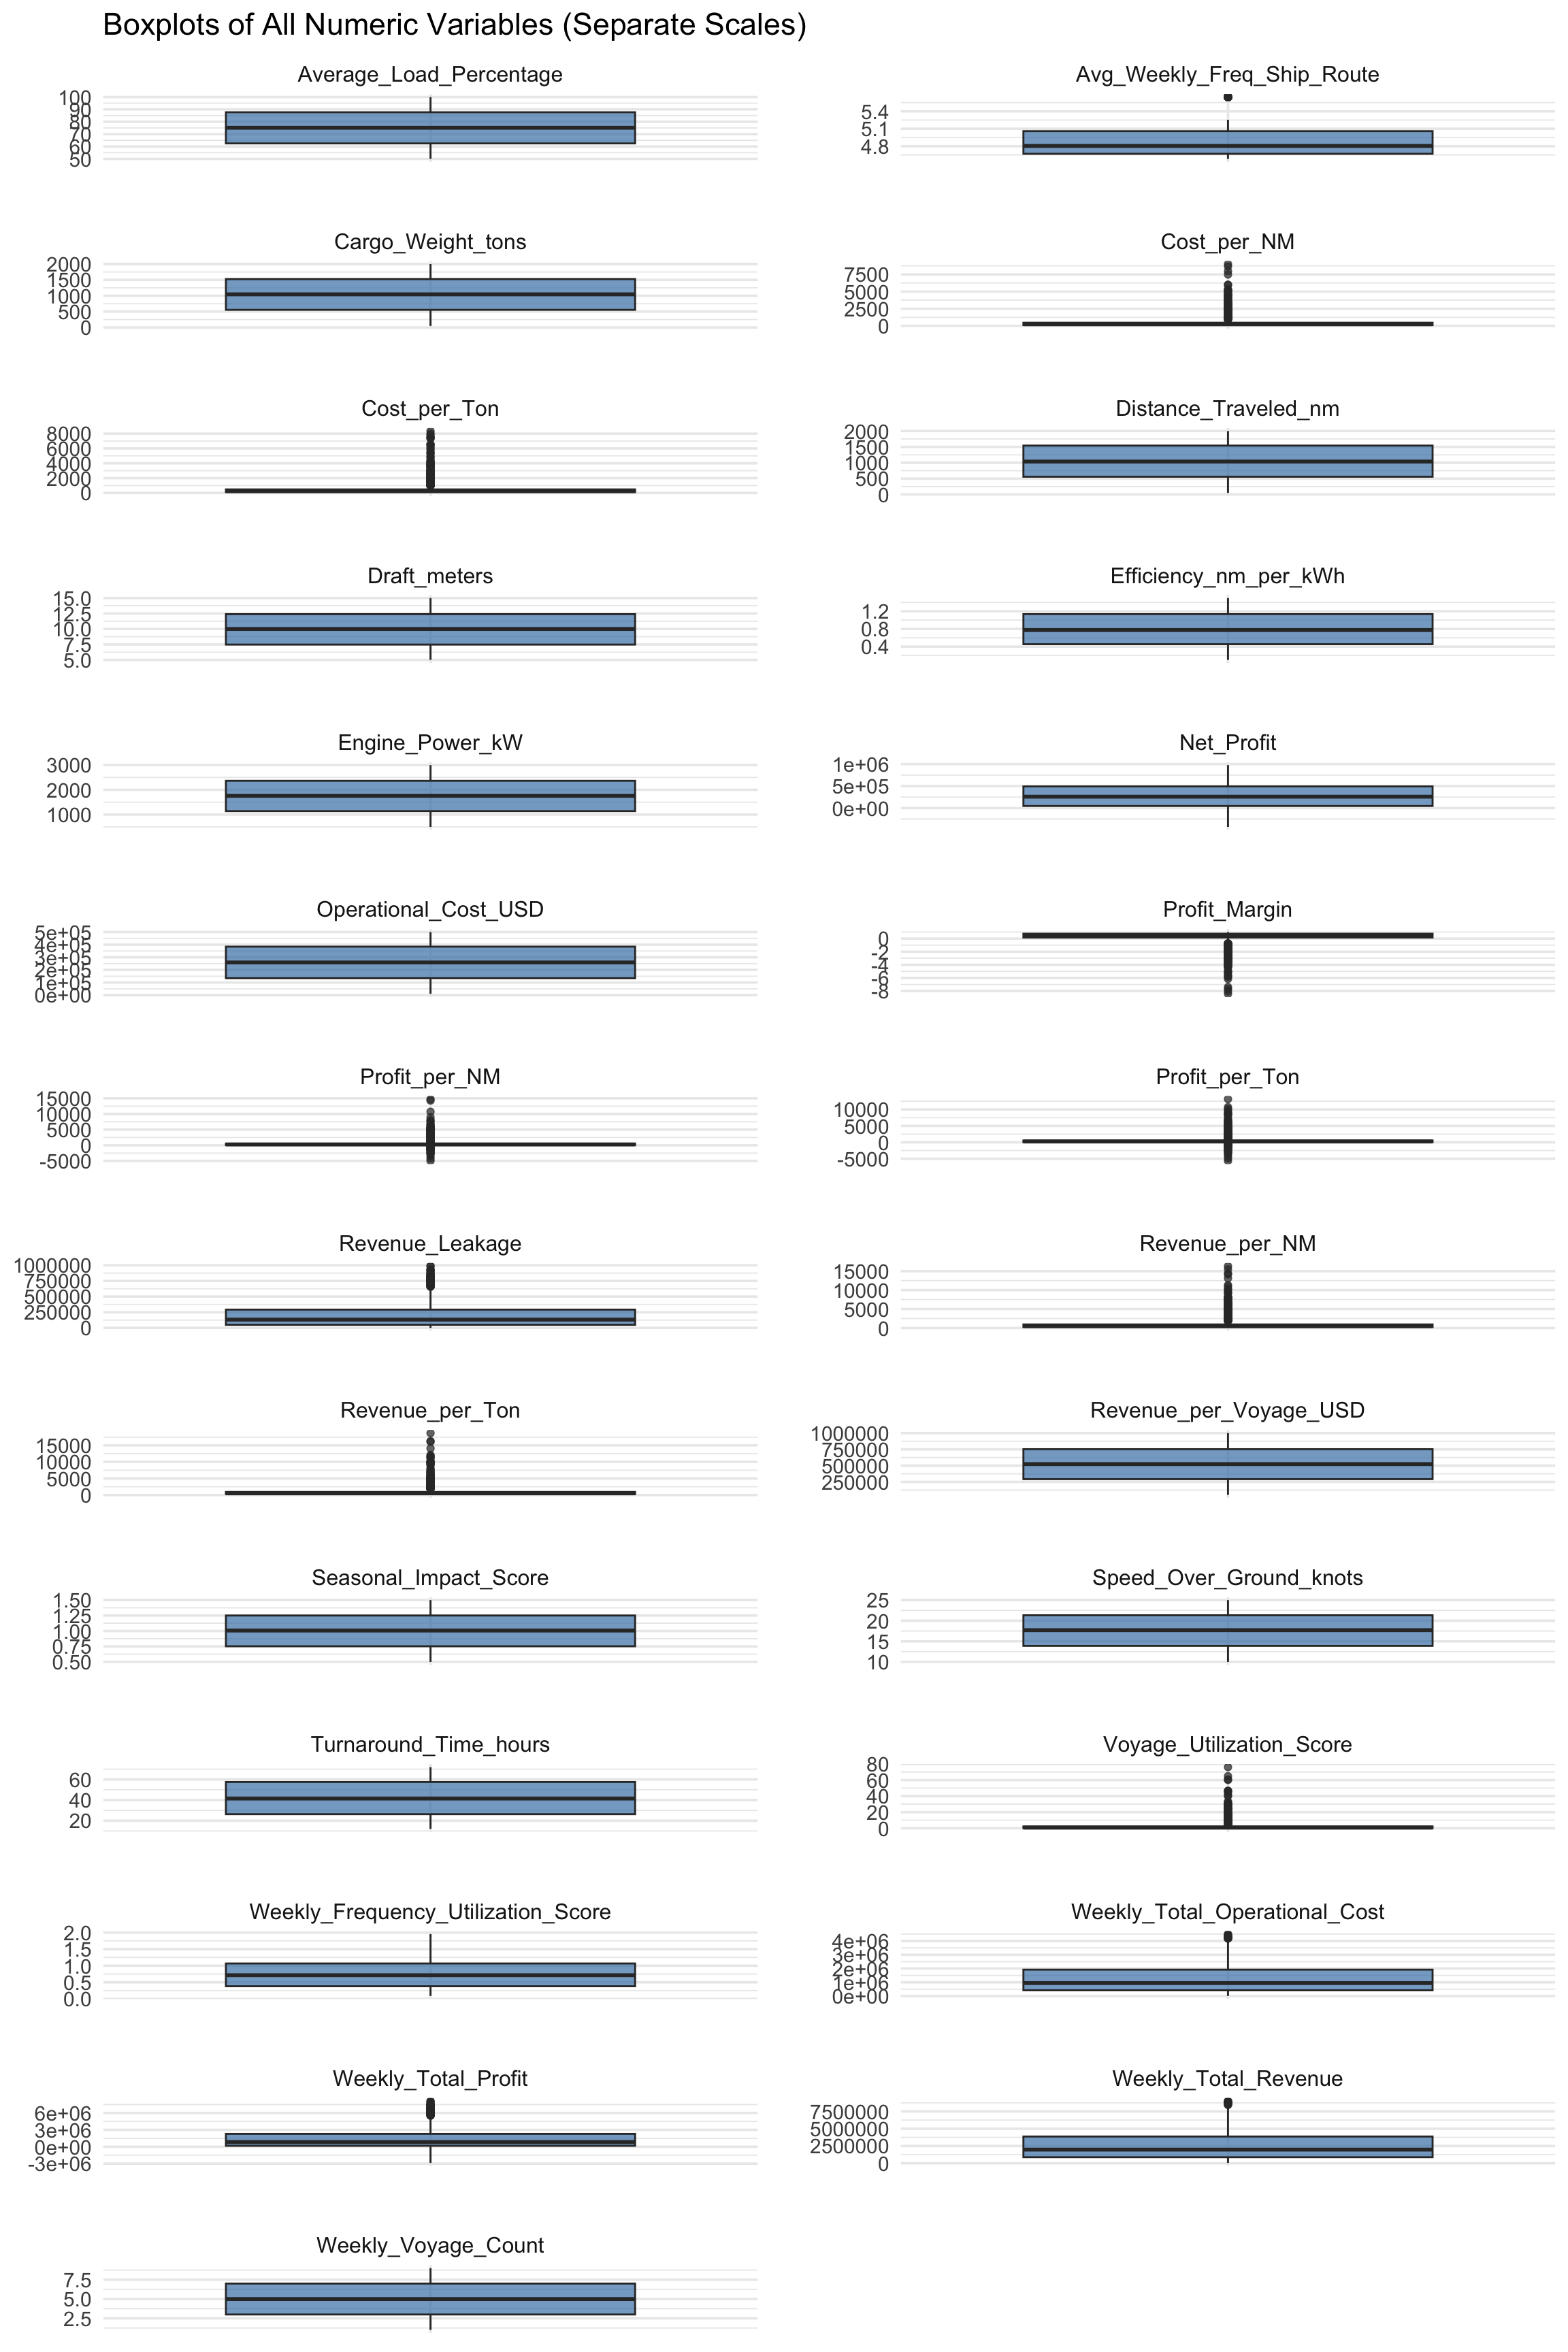 Boxplots of All Numeric Variables (Separate Scales)
Average_Load_Percentage
100
90
80
70
60
50
Avg_Weekly_Freq_Ship_Route
5.4
5.1
4.8
Cargo_Weight_tons
2000
1500
1000
500
0
Cost_per_NM
7500
5000
2500
0
Cost_per_Ton
8000
6000
4000
2000
0
Distance_Traveled_nm
2000
1500
1000
500
0
Draft_meters
15.0
12.5
10.0
7.5
5.0
Efficiency_nm_per_kWh
1.2
0.8
0.4
Engine_Power_kW
3000
2000
1000
Net_Profit
1e+06
5e+05
0e+00
Operational_Cost_USD
5e+05
4e+05
3e+05
2e+05
1e+05
0e+00
Profit_Margin
0
-2
-4
-6
-8
Profit_per_NM
15000
10000
5000
0
-5000
Profit_per_Ton
10000
5000
0
-5000
Revenue_Leakage
1000000
750000
500000
250000
0
Revenue_per_NM
15000
10000
5000
0
Revenue_per_Ton
15000
10000
5000
0
Revenue_per_Voyage_USD
1000000
750000
500000
250000
Seasonal_Impact_Score
1.50
1.25
1.00
0.75
0.50
Speed_Over_Ground_knots
25
20
15
10
Turnaround_Time_hours
60
40
20
Voyage_Utilization_Score
80
60
40
20
0
Weekly_Frequency_Utilization_Score
2.0
1.5
1.0
0.5
0.0
Weekly_Total_Operational_Cost
4e+06
3e+06
2e+06
1e+06
0e+00
Weekly_Total_Profit
6e+06
3e+06
0e+00
-3e+06
Weekly_Total_Revenue
7500000
5000000
2500000
0
Weekly_Voyage_Count
7.5
5.0
2.5